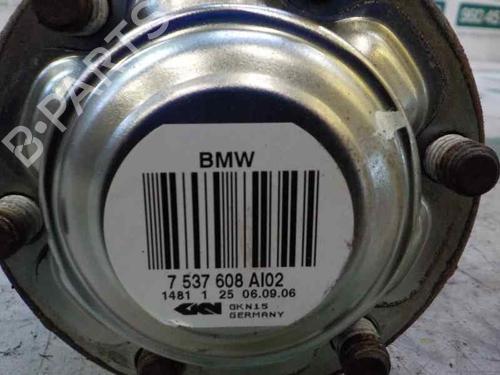 B-PARTS
BMW
7 537 608 AI02
1481 1 25 06.09.06
GKN
GKN15
GERMANY